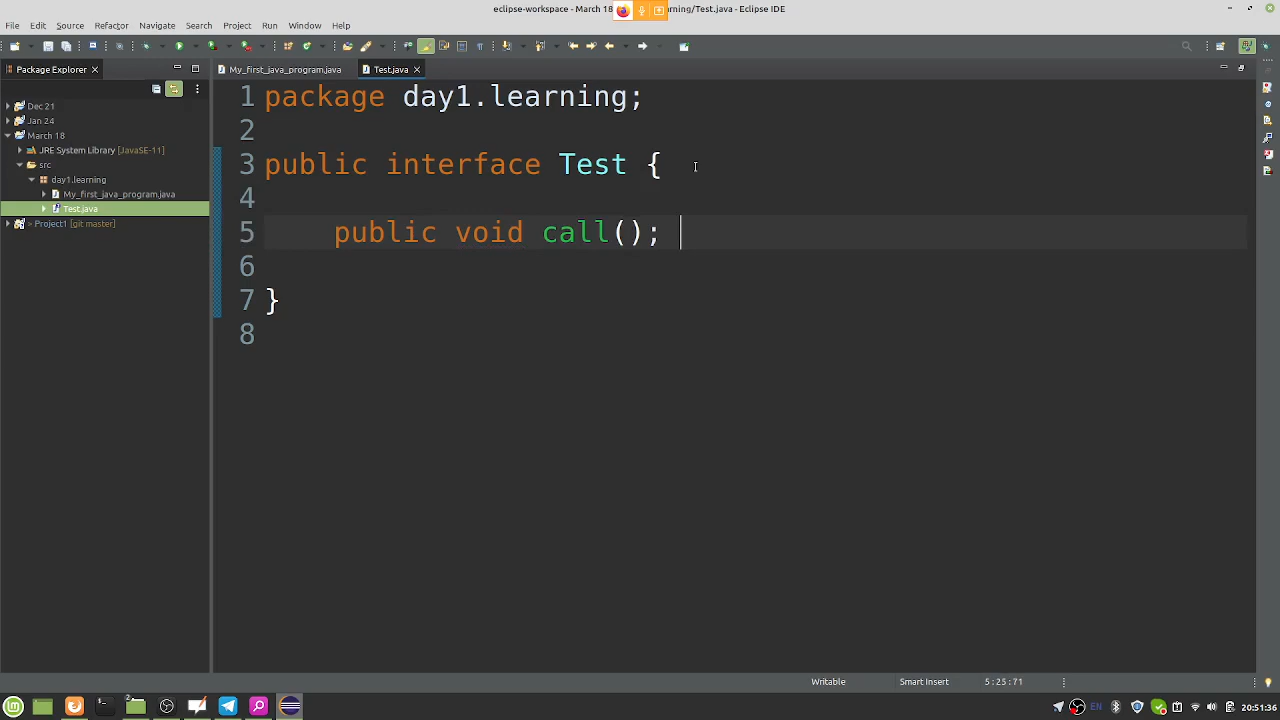 eclipse-workspace - March 18
rning/Test.java - Eclipse IDE
File Edit Source Refactor Navigate Search Project Run Window Help
Package Explorer
My_first_java_program.java
Test.java
Dec 21
Jan 24
March 18
JRE System Library [JavaSE-11]
src
day1.learning
My_first_java_program.java
Test.java
> Project1 [git master]
1 package day1.learning;
2
3 public interface Test {
4
5 public void call();
6
7 }
8
Writable
Smart Insert
5 : 25 : 71
2
EN
20:51:36